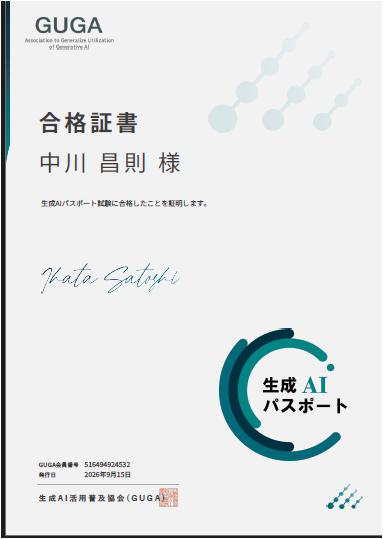 GUGA
Association to Generalize Utilization
of Generative AI
合格証書
中川 昌則 様
生成AIパスポート試験に合格したことを証明します。
Ihata Satoshi
生成 AI
パスポート
GUGA会員番号 516494924532
発行日 2026年9月15日
生成AI活用普及協会(GUGA)